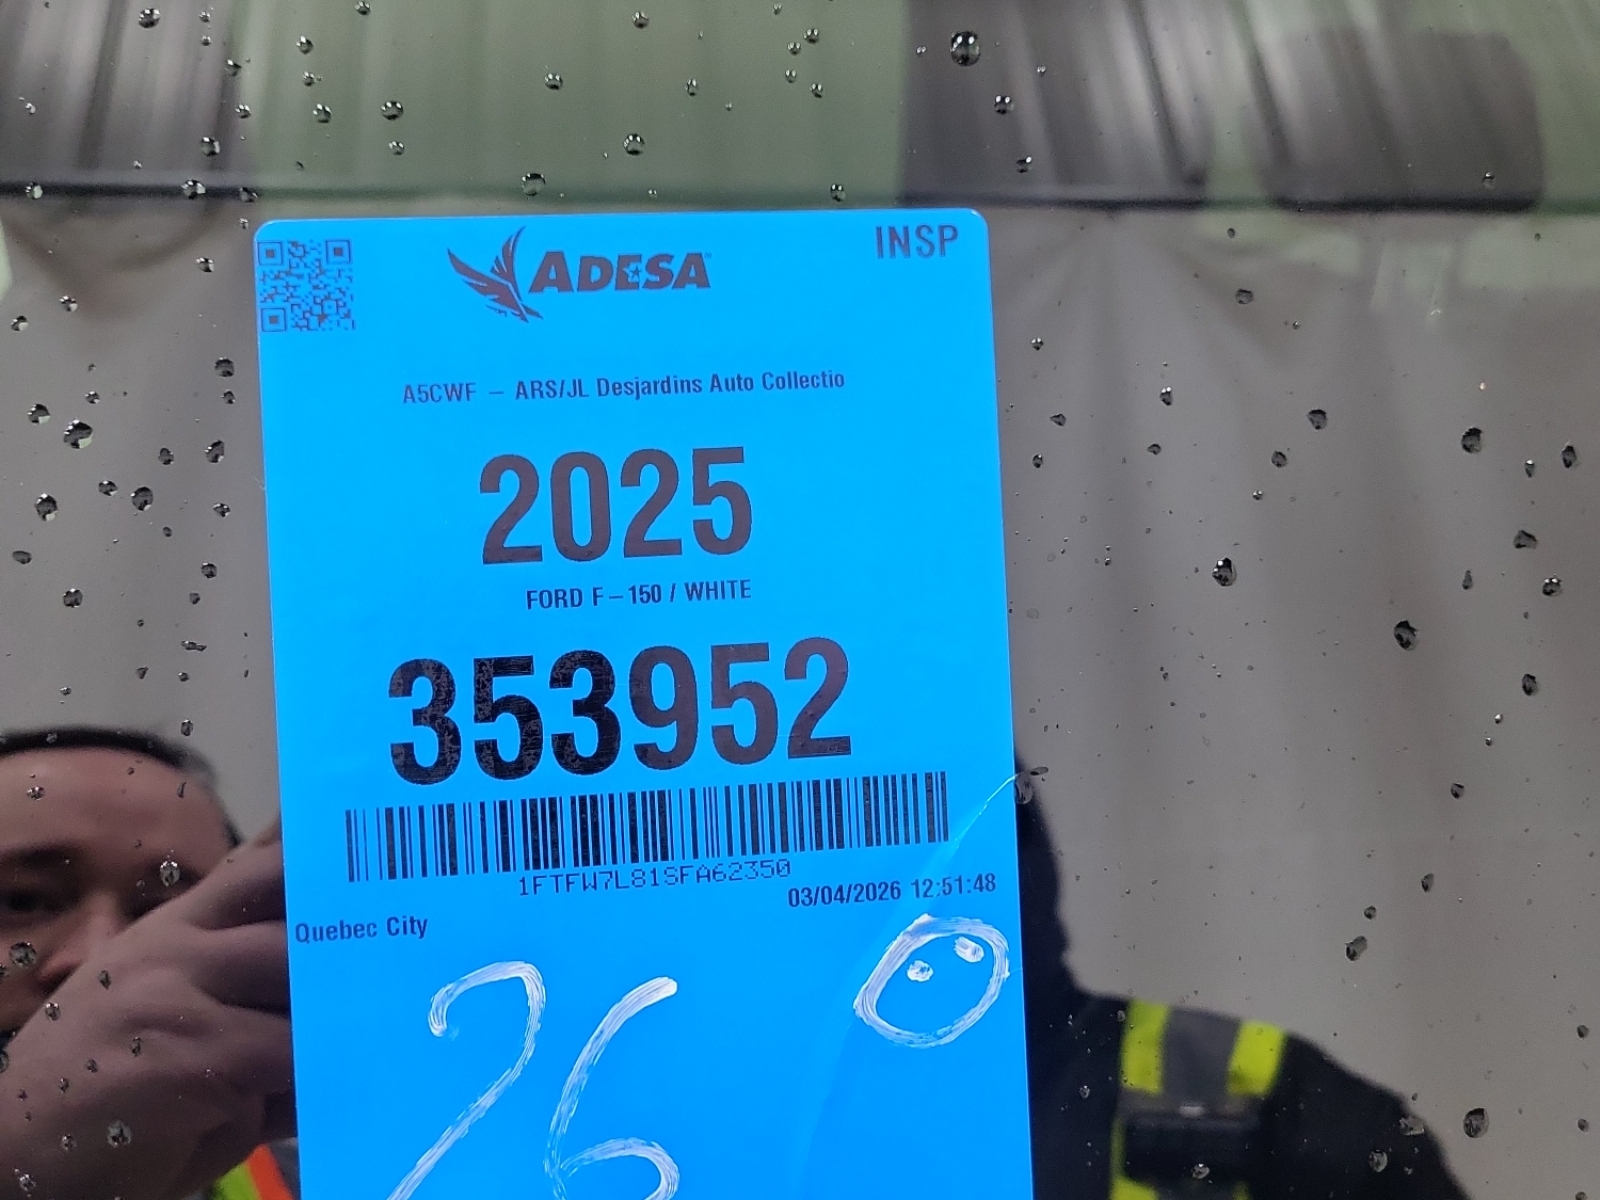 ADESA
INSP
A5CWF – ARS/JL Desjardins Auto Collectio
2025
FORD F-150 / WHITE
353952
1FTFW7L81SFA62350
03/04/2026 12:51:48
Quebec City
26